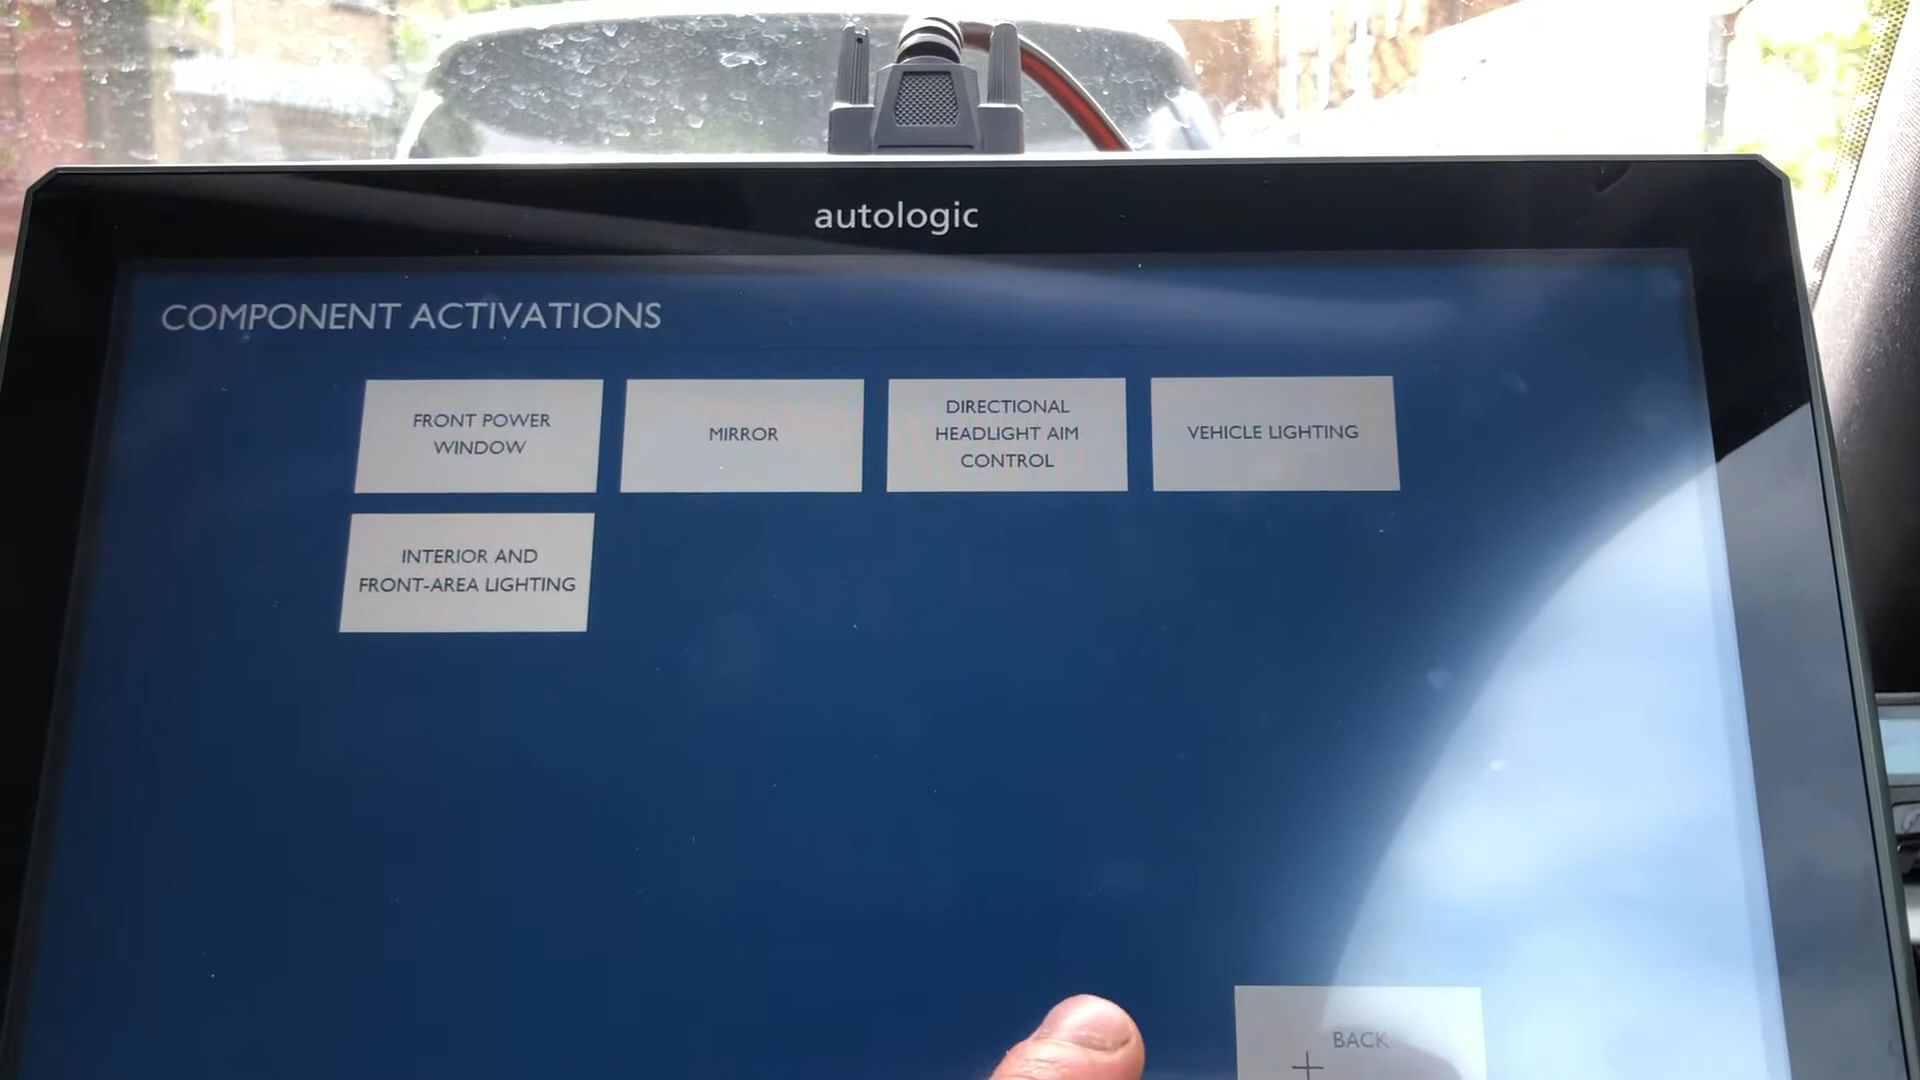 autologic
COMPONENT ACTIVATIONS
FRONT POWER
WINDOW
MIRROR
DIRECTIONAL
HEADLIGHT AIM
CONTROL
VEHICLE LIGHTING
INTERIOR AND
FRONT-AREA LIGHTING
BACK